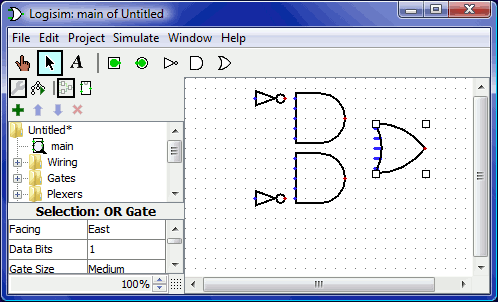 Logisim: main of Untitled
File Edit Project Simulate Window Help
A
Untitled*
main
Wiring
Gates
Plexers
Selection: OR Gate
Facing East
Data Bits 1
Gate Size Medium
100%